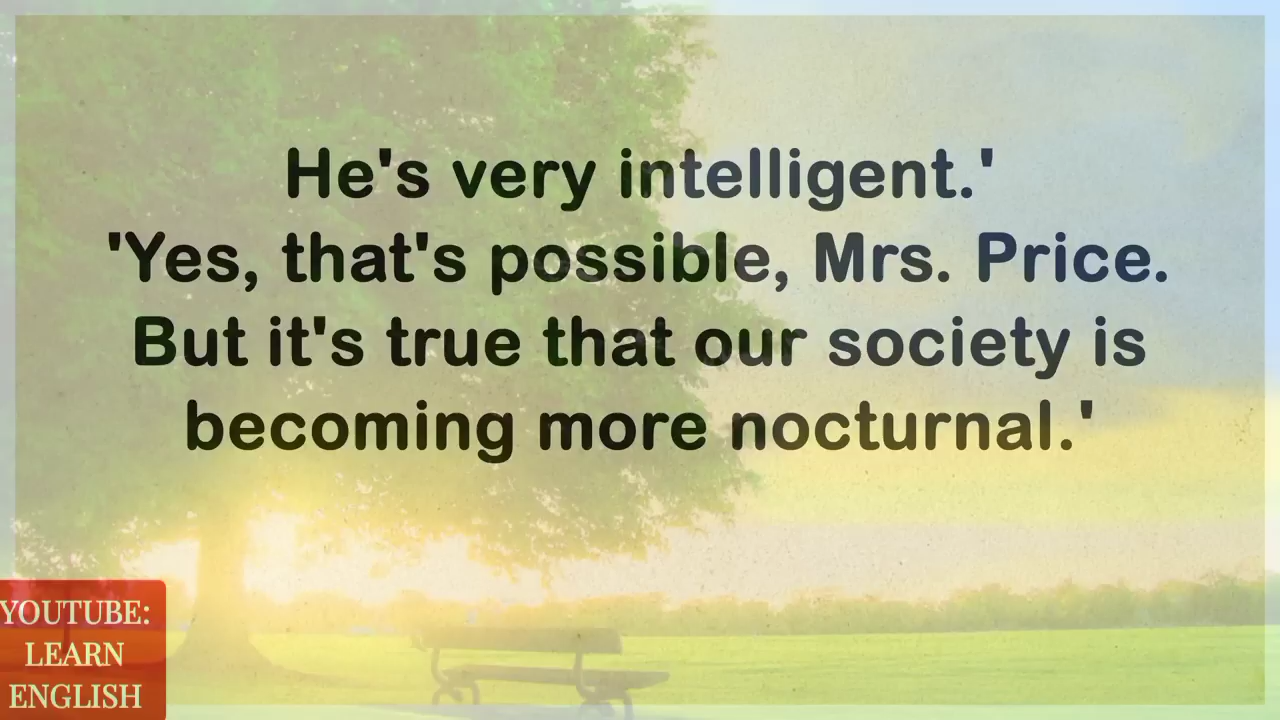 He's very intelligent.'
'Yes, that's possible, Mrs. Price.
But it's true that our society is
becoming more nocturnal.'
YOUTUBE:
LEARN
ENGLISH